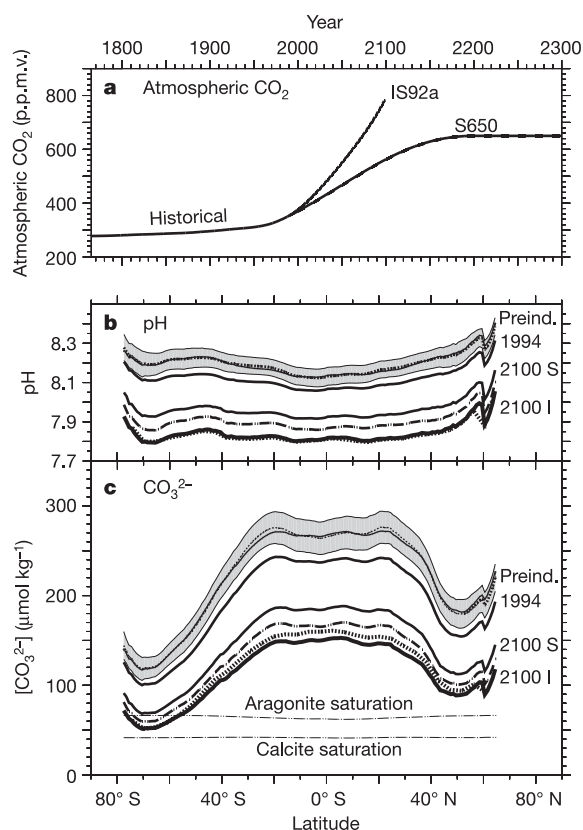 Year
1800 1900 2000 2100 2200 2300
a Atmospheric CO₂
IS92a
S650
Historical
Atmospheric CO₂ (p.p.m.v.)
800
600
400
200
b pH
Preind.
1994
2100 S
2100 I
pH
8.3
8.1
7.9
7.7
c CO₃²⁻
Preind.
1994
2100 S
2100 I
Aragonite saturation
Calcite saturation
[CO₃²⁻] (μmol kg⁻¹)
300
200
100
0
80° S 40° S 0° S 40° N 80° N
Latitude